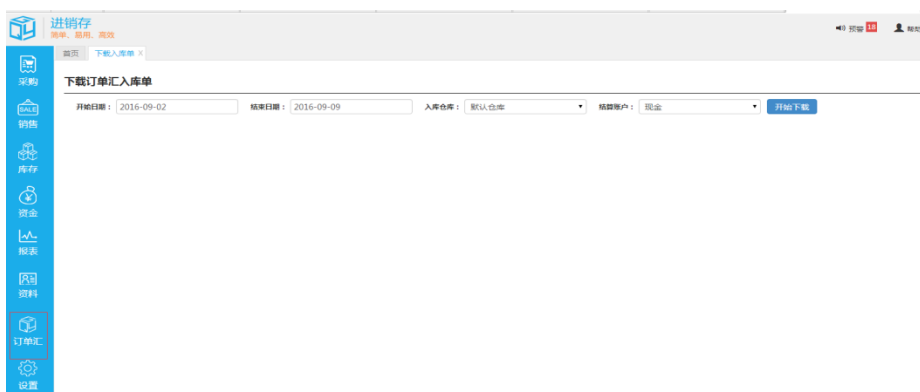 进销存
简单、易用、高效
预警 18
首页 下载入库单 ×
采购
下载订单汇入库单
开始日期： 2016-09-02 结束日期： 2016-09-09 入库仓库： 默认仓库 结算账户： 现金 开始下载
SALE
销售
库存
资金
报表
资料
订单汇
设置